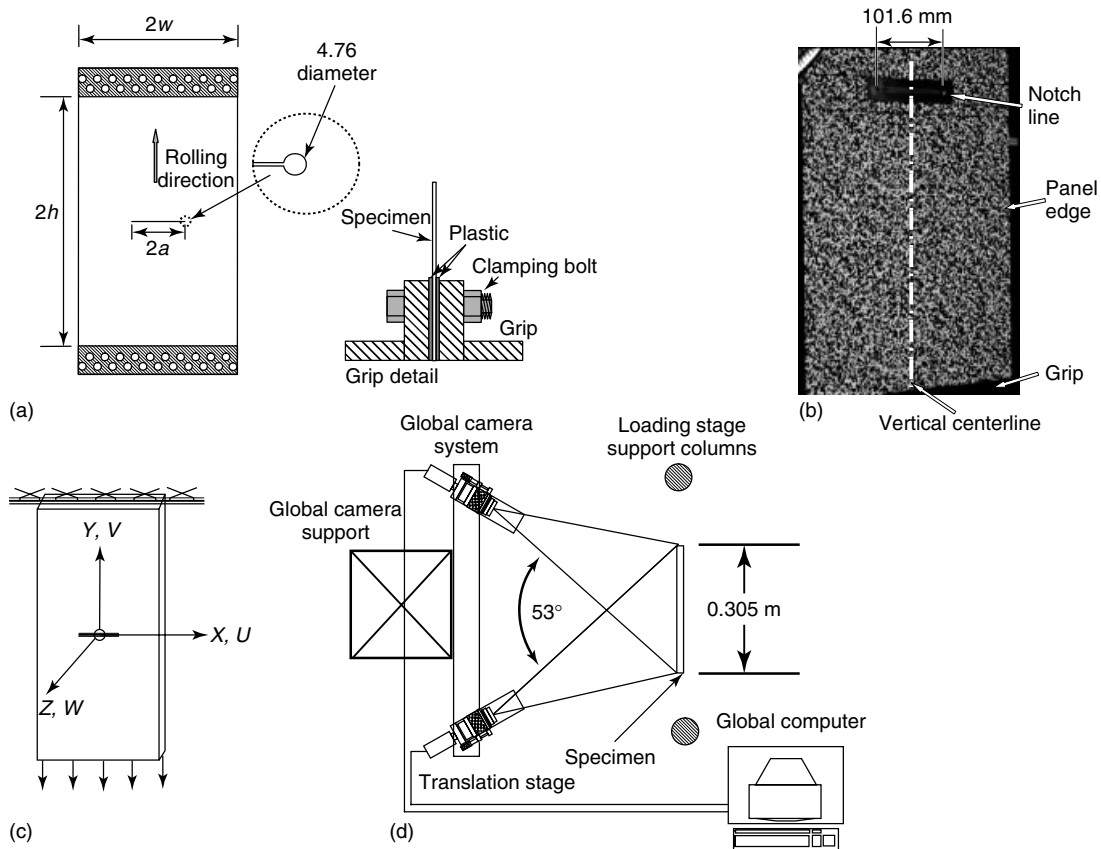 2w
4.76
diameter
Rolling
direction
2h
2a
Specimen
Plastic
Clamping bolt
Grip
Grip detail
(a)
101.6 mm
Notch
line
Panel
edge
Grip
Vertical centerline
(b)
Y, V
X, U
Z, W
(c)
Global camera
system
Loading stage
support columns
Global camera
support
53°
0.305 m
Specimen
Global computer
Translation stage
(d)